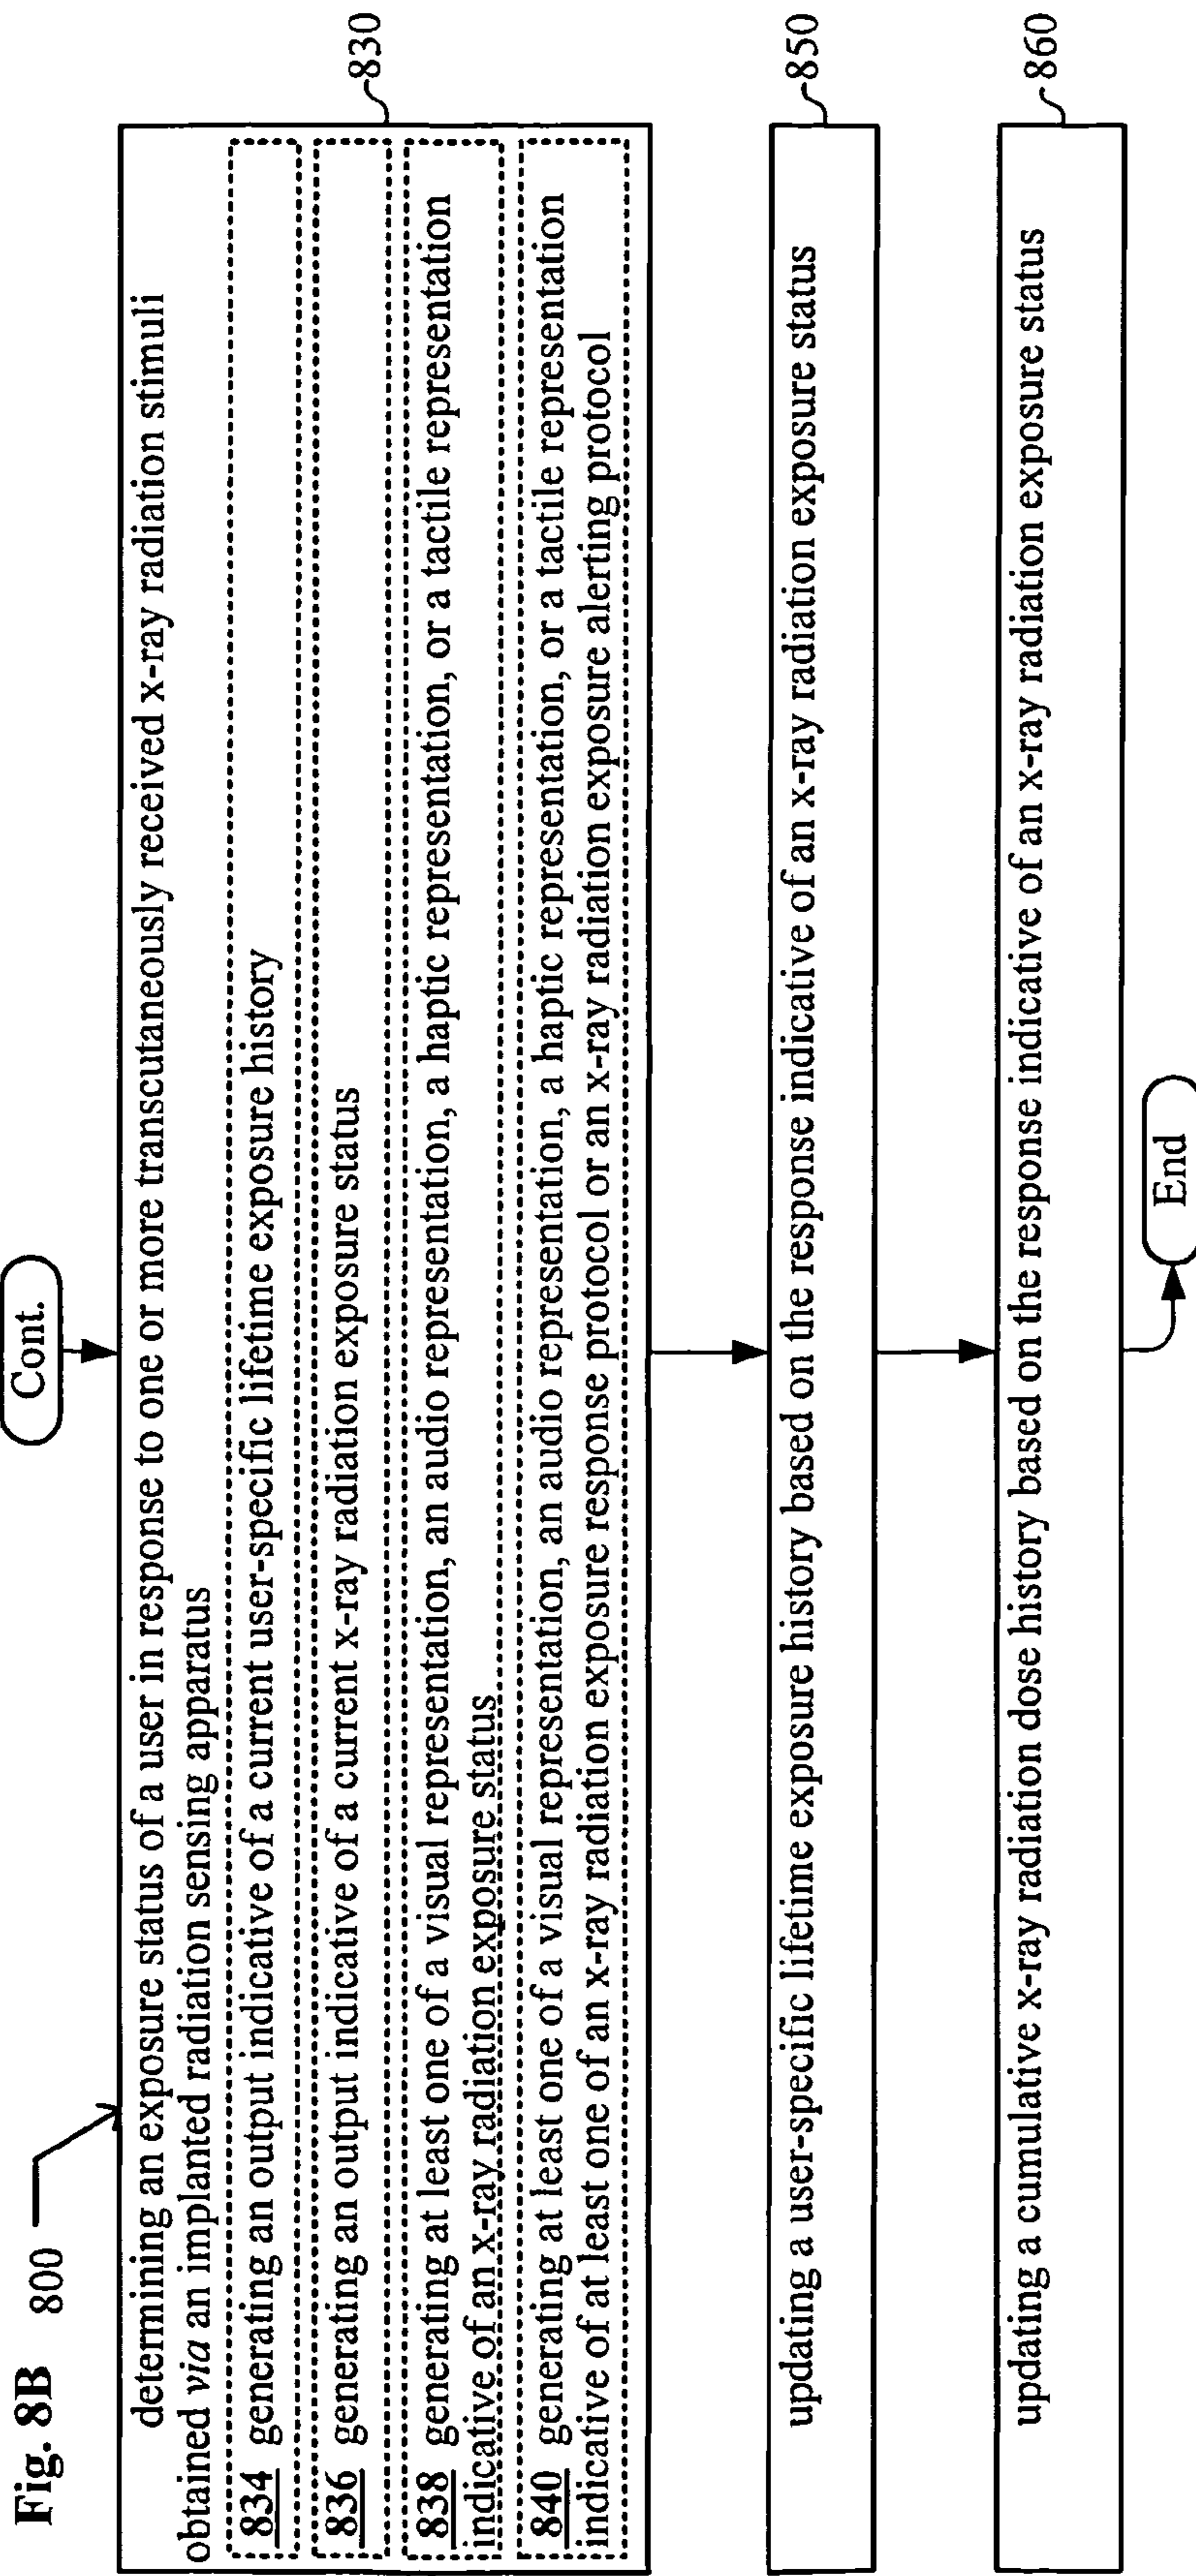 Fig. 8B
800
Cont.
determining an exposure status of a user in response to one or more transcutaneously received x-ray radiation stimuli
obtained via an implanted radiation sensing apparatus
834 generating an output indicative of a current user-specific lifetime exposure history
836 generating an output indicative of a current x-ray radiation exposure status
838 generating at least one of a visual representation, an audio representation, a haptic representation, or a tactile representation
indicative of an x-ray radiation exposure status
840 generating at least one of a visual representation, an audio representation, a haptic representation, or a tactile representation
indicative of at least one of an x-ray radiation exposure response protocol or an x-ray radiation exposure alerting protocol
830
updating a user-specific lifetime exposure history based on the response indicative of an x-ray radiation exposure status
850
updating a cumulative x-ray radiation dose history based on the response indicative of an x-ray radiation exposure status
860
End